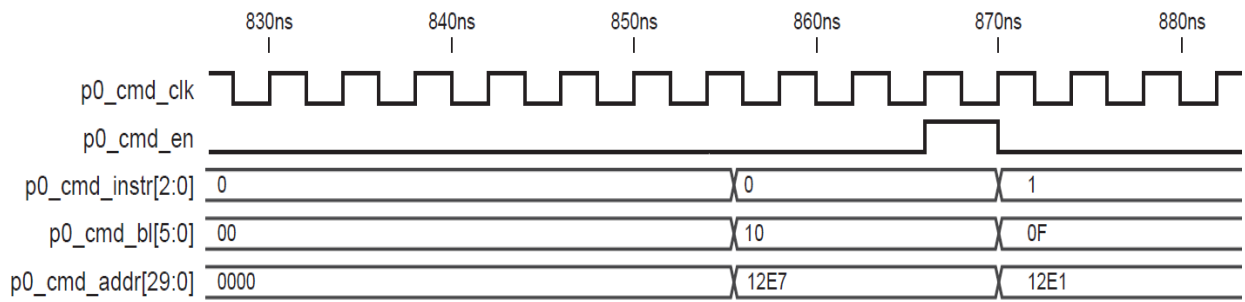 830ns 840ns 850ns 860ns 870ns 880ns
p0_cmd_clk
p0_cmd_en
p0_cmd_instr[2:0] 0 0 1
p0_cmd_bl[5:0] 00 10 0F
p0_cmd_addr[29:0] 0000 12E7 12E1